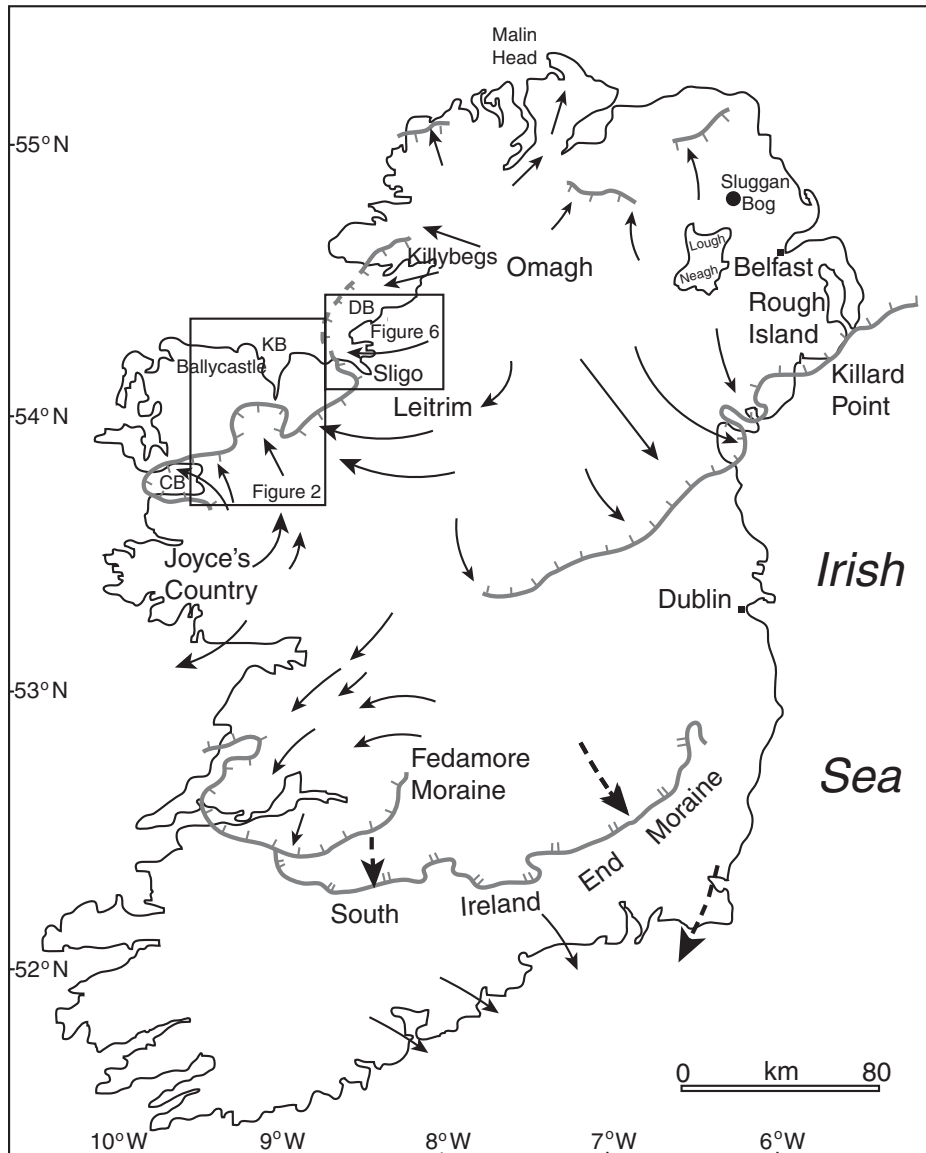 Malin
Head
55°N
Sluggan
Bog
Lough
Neagh
Killybegs
Omagh
Belfast
Rough
Island
DB
Figure 6
KB
Ballycastle
Sligo
Killard
Point
Leitrim
54°N
CB
Figure 2
Joyce's
Country
Irish
Dublin
53°N
Sea
Fedamore
Moraine
South Ireland End Moraine
52°N
0 km 80
10°W 9°W 8°W 7°W 6°W